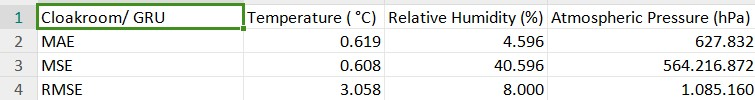 1 Cloakroom/ GRU Temperature ( °C) Relative Humidity (%) Atmospheric Pressure (hPa)
2 MAE 0.619 4.596 627.832
3 MSE 0.608 40.596 564.216.872
4 RMSE 3.058 8.000 1.085.160